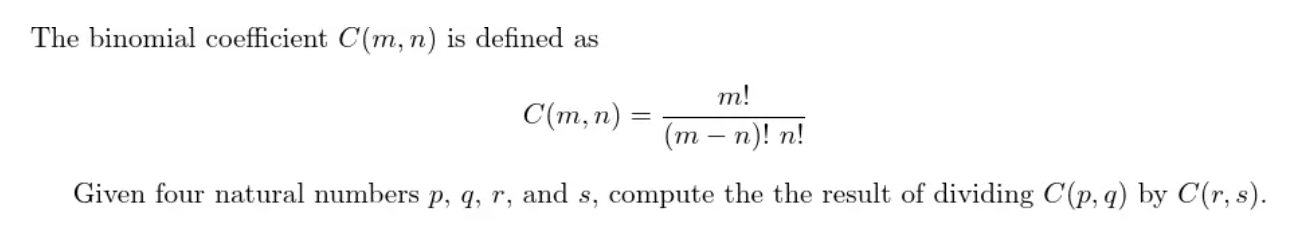 The binomial coefficient C(m, n) is defined as
C(m, n) = m! / (m − n)! n!
Given four natural numbers p, q, r, and s, compute the the result of dividing C(p, q) by C(r, s).